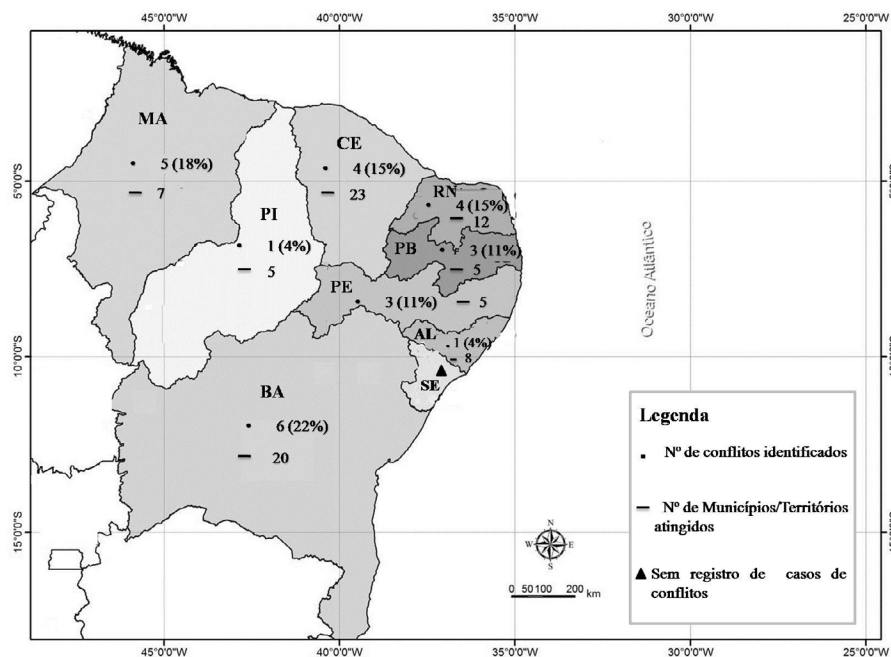 45°0'0"W
40°0'0"W
35°0'0"W
30°0'0"W
25°0'0"W
MA
5 (18%)
7
CE
4 (15%)
23
RN
4 (15%)
12
PI
1 (4%)
5
PB
3 (11%)
5
PE
3 (11%)
5
AL
1 (4%)
8
SE
BA
6 (22%)
20
5°0'0"S
10°0'0"S
15°0'0"S
Oceano Atlântico
Legenda
Nº de conflitos identificados
Nº de Municípios/Territórios
atingidos
Sem registro de casos de
conflitos
N
W E
S
0 50 100 200
km
45°0'0"W
40°0'0"W
35°0'0"W
30°0'0"W
25°0'0"W